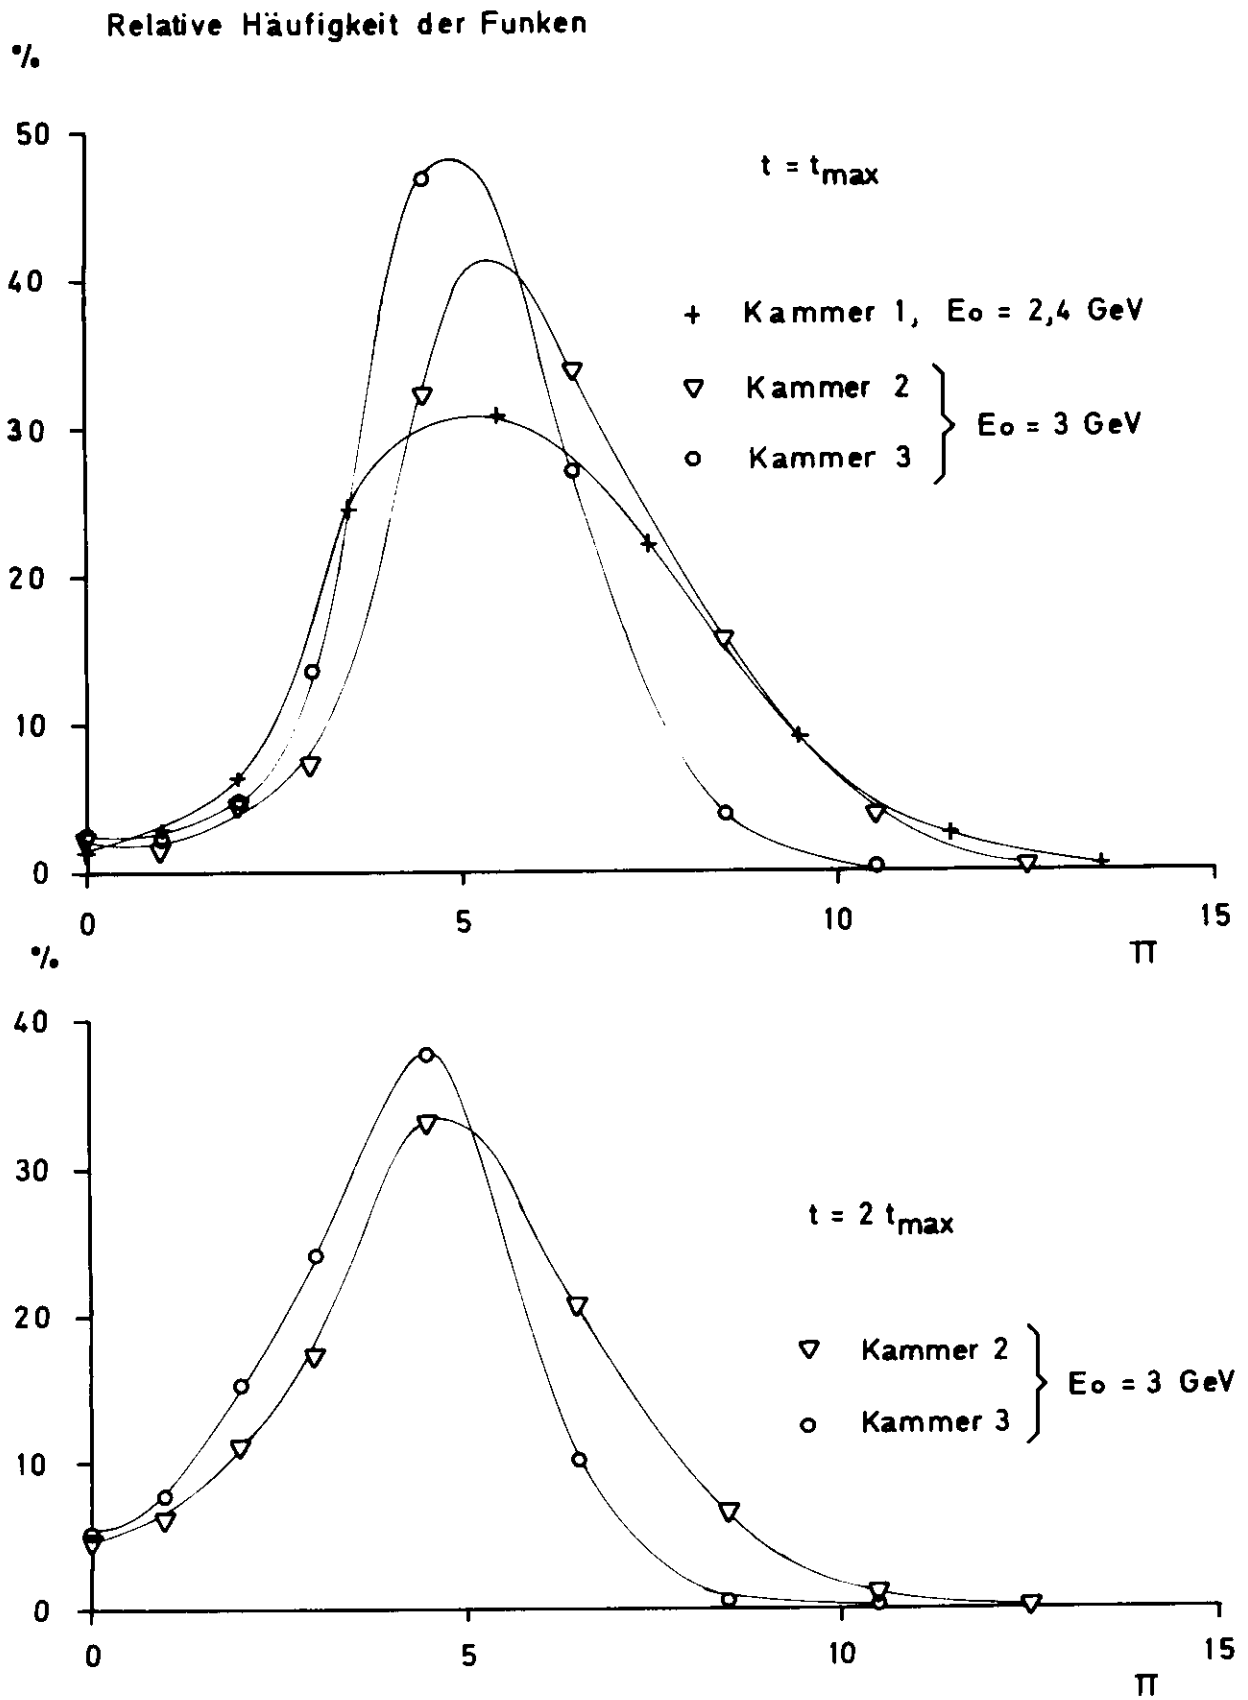 Relative Häufigkeit der Funken
%
50
t = tmax
40
+ Kammer 1, Eo = 2,4 GeV
▽ Kammer 2
Eo = 3 GeV
30
○ Kammer 3
20
10
0
0 5 10 15
π
%
40
30
t = 2 tmax
20
▽ Kammer 2
Eo = 3 GeV
○ Kammer 3
10
0
0 5 10 15
π